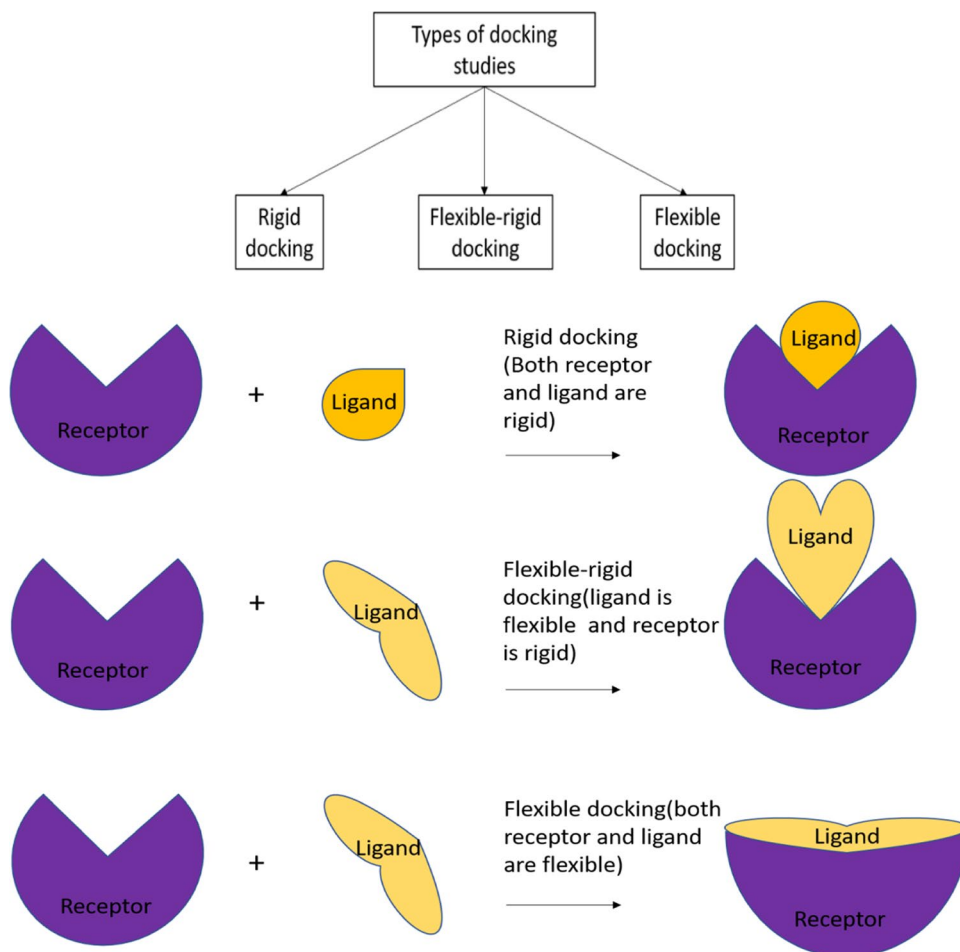 Types of docking
studies
Rigid
docking
Flexible-rigid
docking
Flexible
docking
Receptor
+
Ligand
Rigid docking
(Both receptor
and ligand are
rigid)
Ligand
Receptor
Receptor
+
Ligand
Flexible-rigid
docking(ligand is
flexible and receptor
is rigid)
Ligand
Receptor
Receptor
+
Ligand
Flexible docking(both
receptor and ligand
are flexible)
Ligand
Receptor